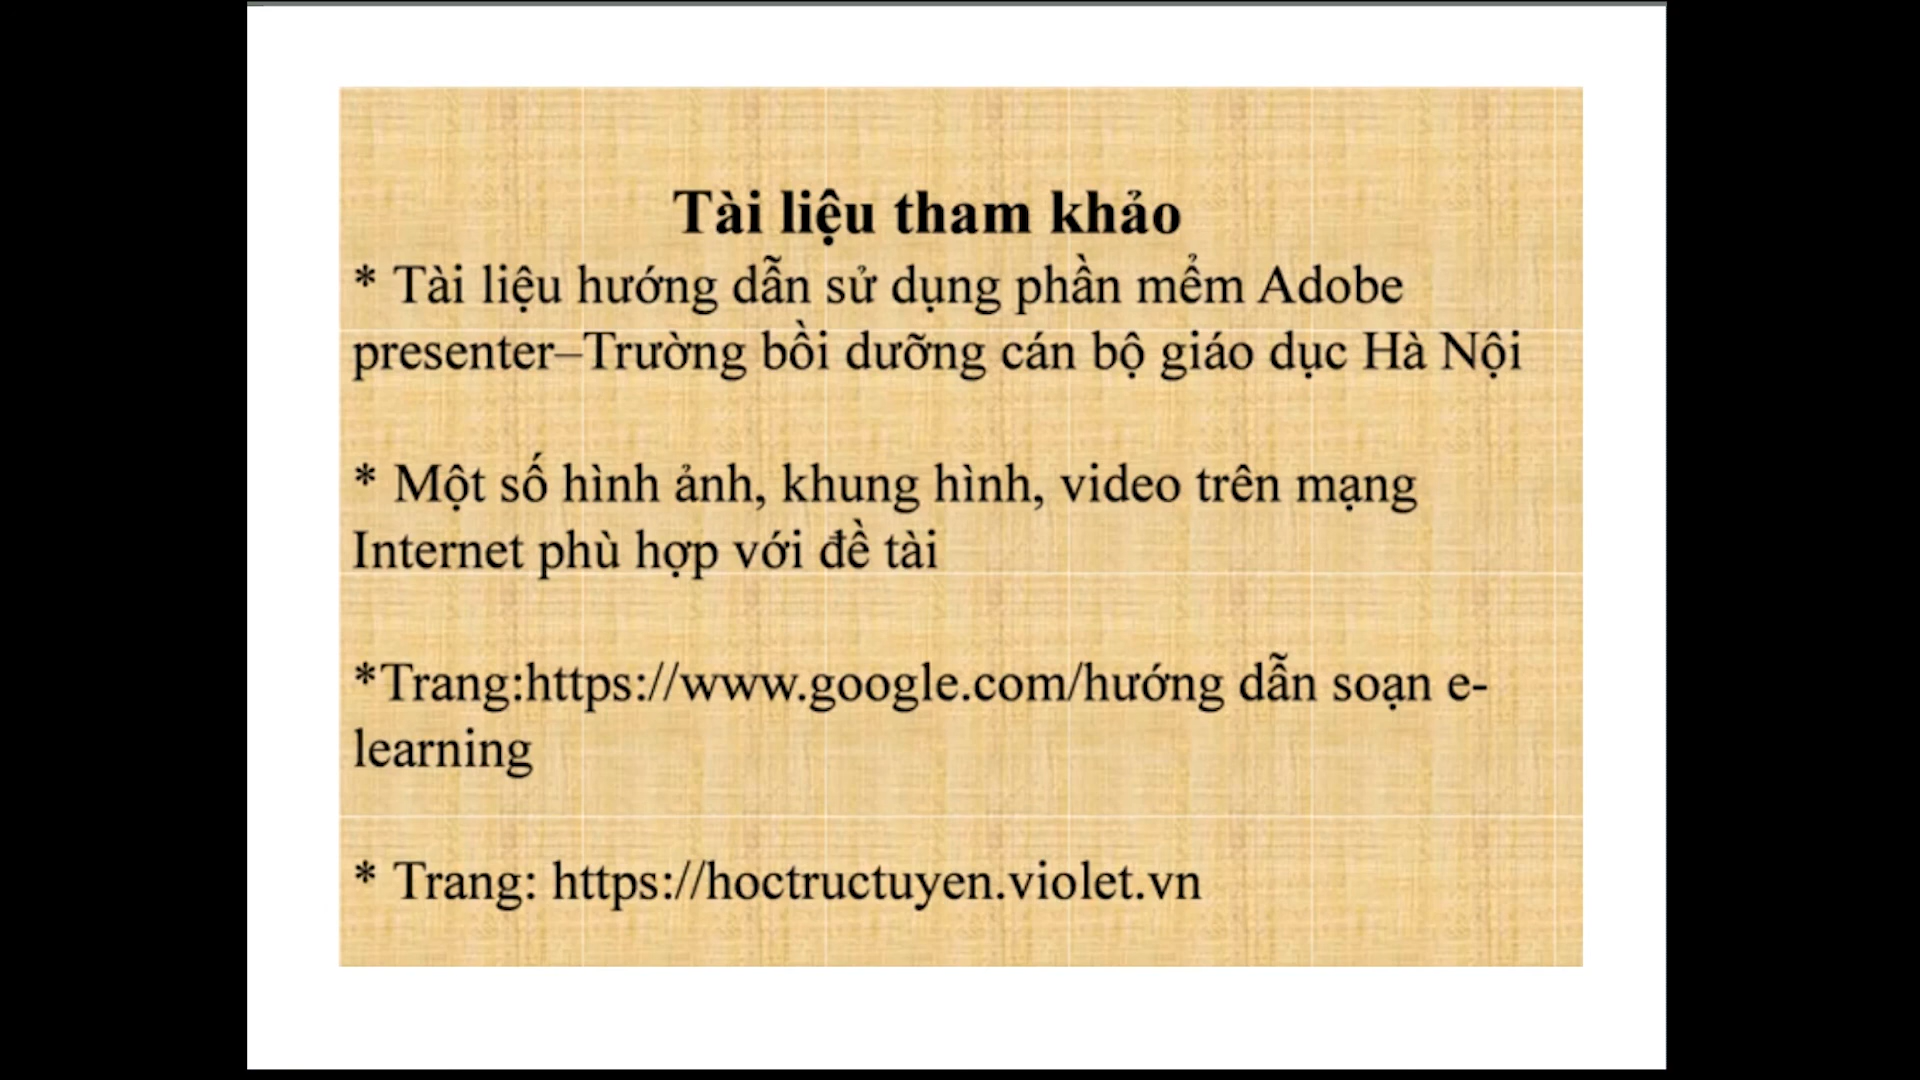 Tài liệu tham khảo
* Tài liệu hướng dẫn sử dụng phần mểm Adobe
presenter–Trường bồi dưỡng cán bộ giáo dục Hà Nội
* Một số hình ảnh, khung hình, video trên mạng
Internet phù hợp với đề tài
*Trang:https://www.google.com/hướng dẫn soạn e-
learning
* Trang: https://hoctructuyen.violet.vn